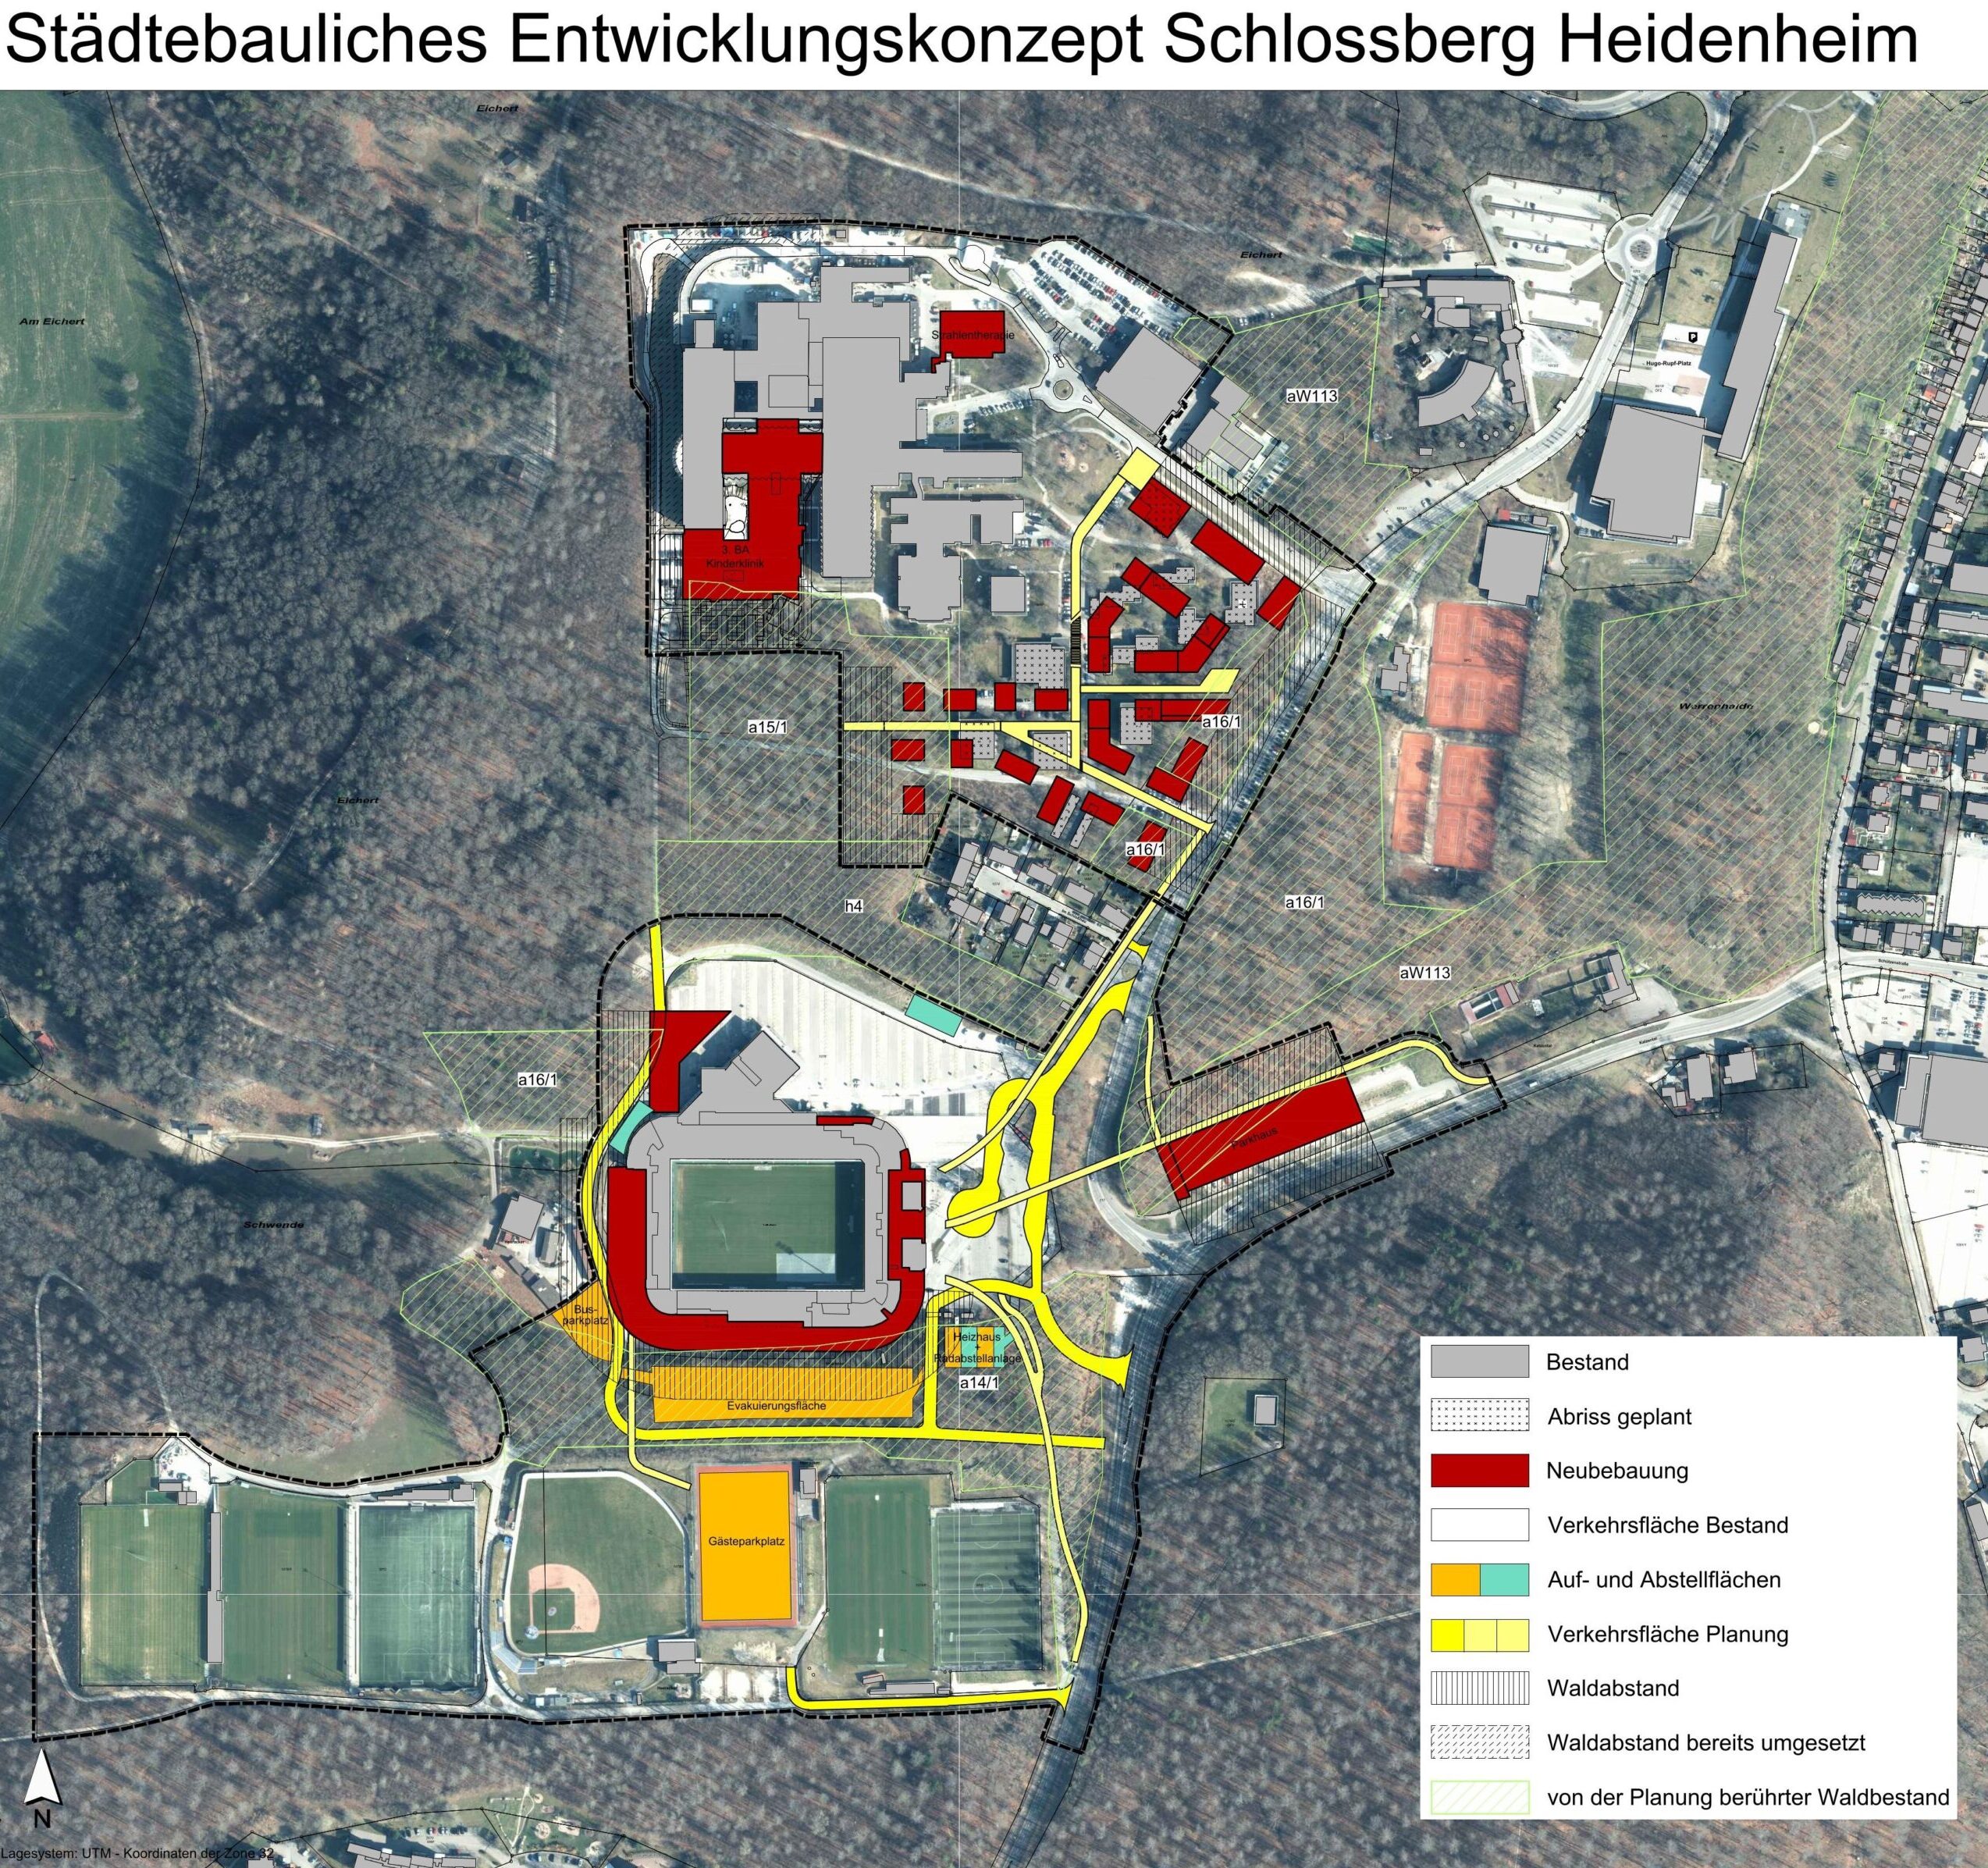 Städtebauliches Entwicklungskonzept Schlossberg Heidenheim
Eichert
Eichert
Am Eichert
Strahlentherapie
P
Hugo-Rupf-Platz
aW113
3. BA
Kinderklinik
a15/1
a16/1
Eichert
a16/1
h4
a16/1
aW113
a16/1
Parkhaus
Schwende
Bus-
parkplatz
Heizhaus
+
Radabstellanlage
a14/1
Evakuierungsfläche
Gästeparkplatz
Bestand
Abriss geplant
Neubebauung
Verkehrsfläche Bestand
Auf- und Abstellflächen
Verkehrsfläche Planung
Waldabstand
Waldabstand bereits umgesetzt
von der Planung berührter Waldbestand
N
Lagesystem: UTM - Koordinaten der Zone 32